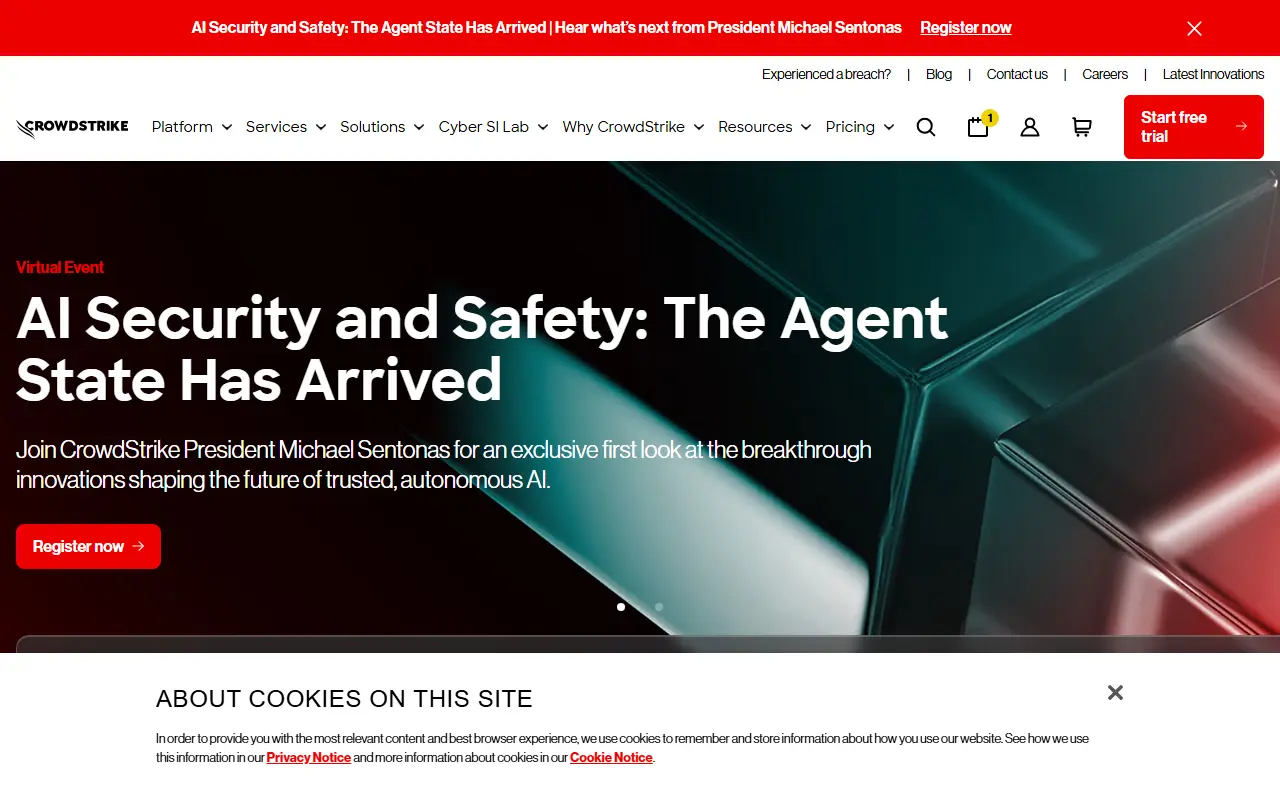 AI Security and Safety: The Agent State Has Arrived | Hear what's next from President Michael Sentonas Register now
Experienced a breach? | Blog | Contact us | Careers | Latest Innovations
CROWDSTRIKE Platform Services Solutions Cyber SI Lab Why CrowdStrike Resources Pricing 1 Start free
trial
Virtual Event
AI Security and Safety: The Agent
State Has Arrived
Join CrowdStrike President Michael Sentonas for an exclusive first look at the breakthrough
innovations shaping the future of trusted, autonomous AI.
Register now
ABOUT COOKIES ON THIS SITE
In order to provide you with the most relevant content and best browser experience, we use cookies to remember and store information about how you use our website. See how we use
this information in our Privacy Notice and more information about cookies in our Cookie Notice.